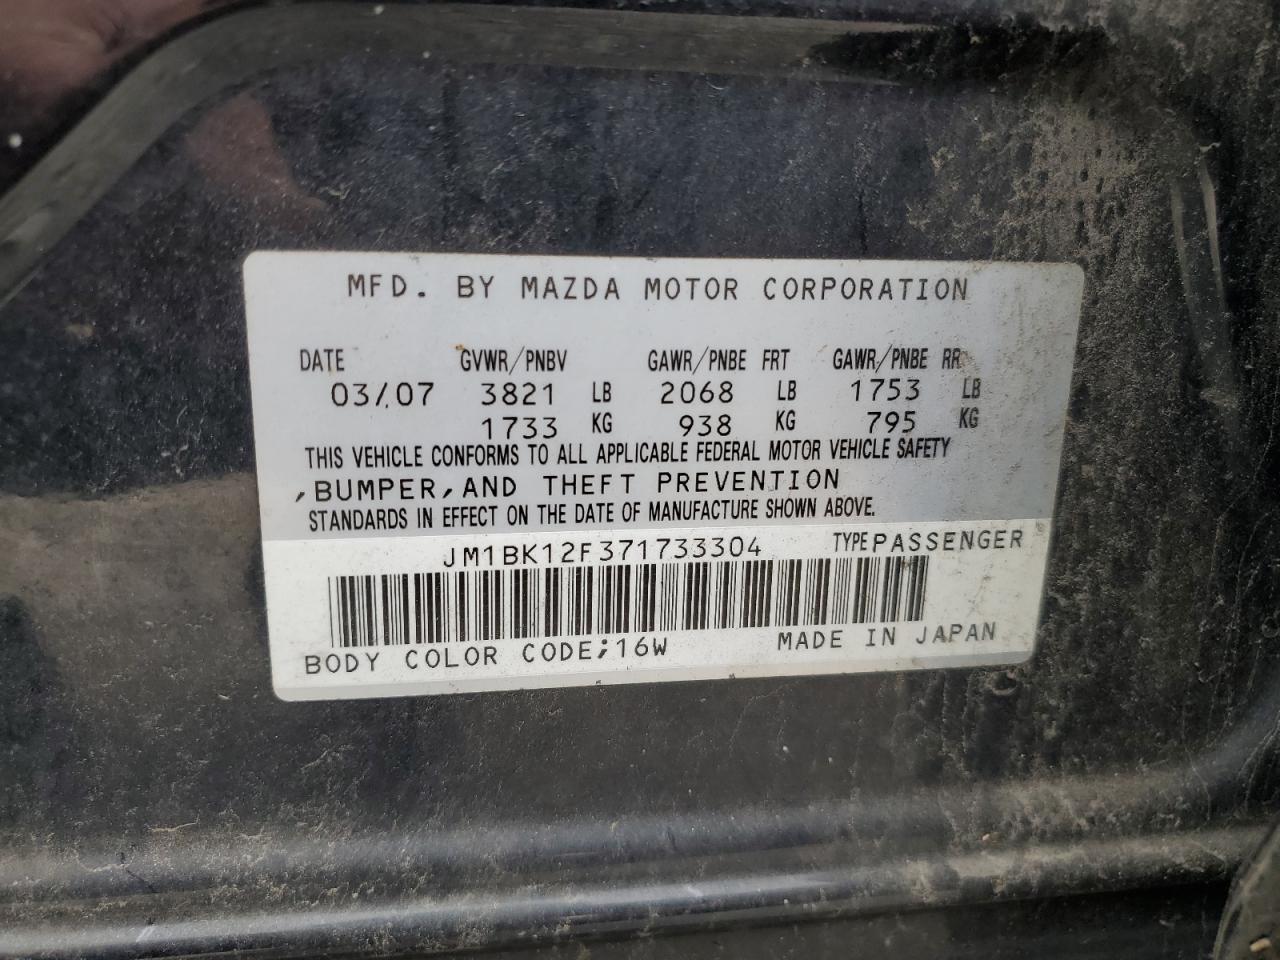 MFD. BY MAZDA MOTOR CORPORATION
DATE GVWR/PNBV GAWR/PNBE FRT GAWR/PNBE RR
03/07 3821 LB 2068 LB 1753 LB
1733 KG 938 KG 795 KG
THIS VEHICLE CONFORMS TO ALL APPLICABLE FEDERAL MOTOR VEHICLE SAFETY
,BUMPER,AND THEFT PREVENTION
STANDARDS IN EFFECT ON THE DATE OF MANUFACTURE SHOWN ABOVE.
JM1BK12F371733304 TYPE PASSENGER
BODY COLOR CODE;16W MADE IN JAPAN